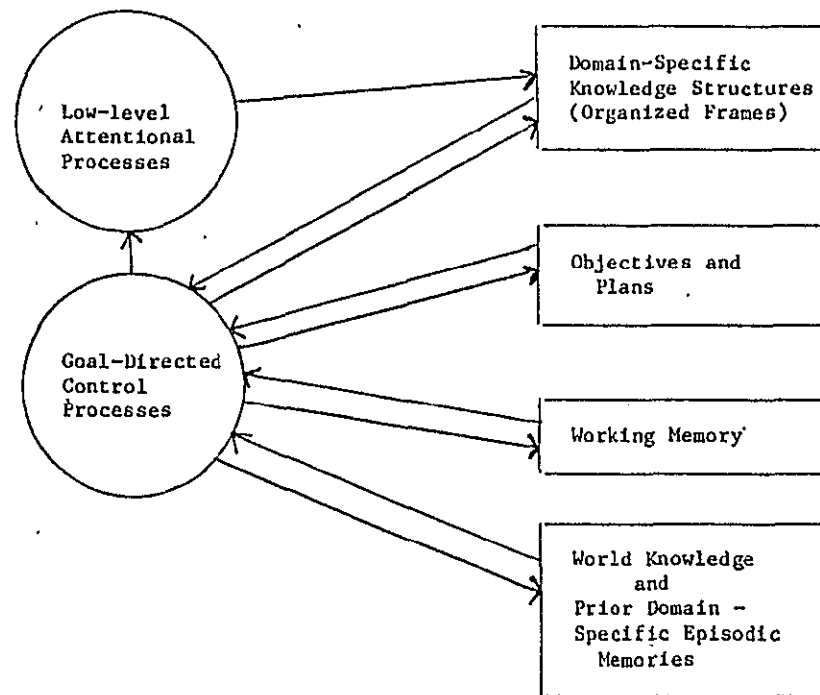 Low-level
Attentional
Processes
Domain-Specific
Knowledge Structures
(Organized Frames)
Goal-Directed
Control
Processes
Objectives and
Plans
Working Memory
World Knowledge
and
Prior Domain -
Specific Episodic
Memories